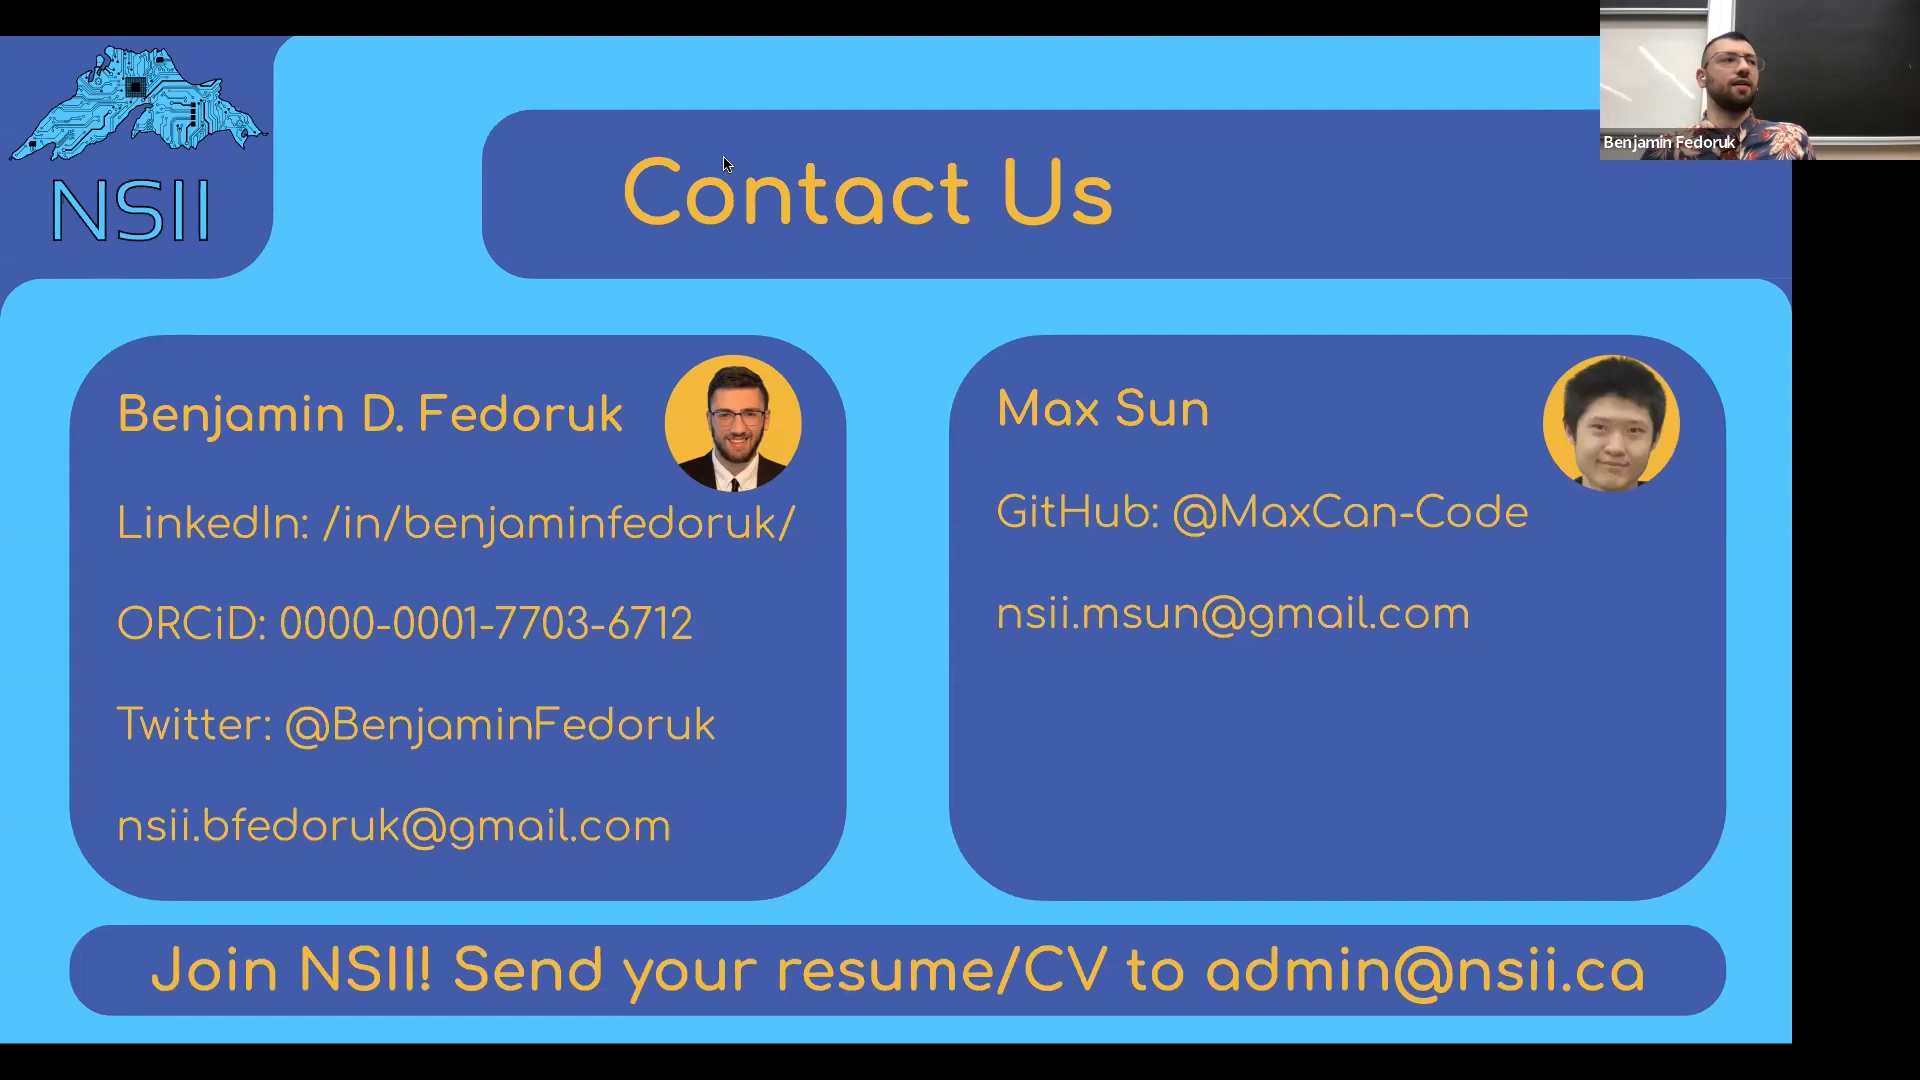 NSII
Contact Us
Benjamin Fedoruk
Benjamin D. Fedoruk
LinkedIn: /in/benjaminfedoruk/
ORCiD: 0000-0001-7703-6712
Twitter: @BenjaminFedoruk
nsii.bfedoruk@gmail.com
Max Sun
GitHub: @MaxCan-Code
nsii.msun@gmail.com
Join NSII! Send your resume/CV to admin@nsii.ca